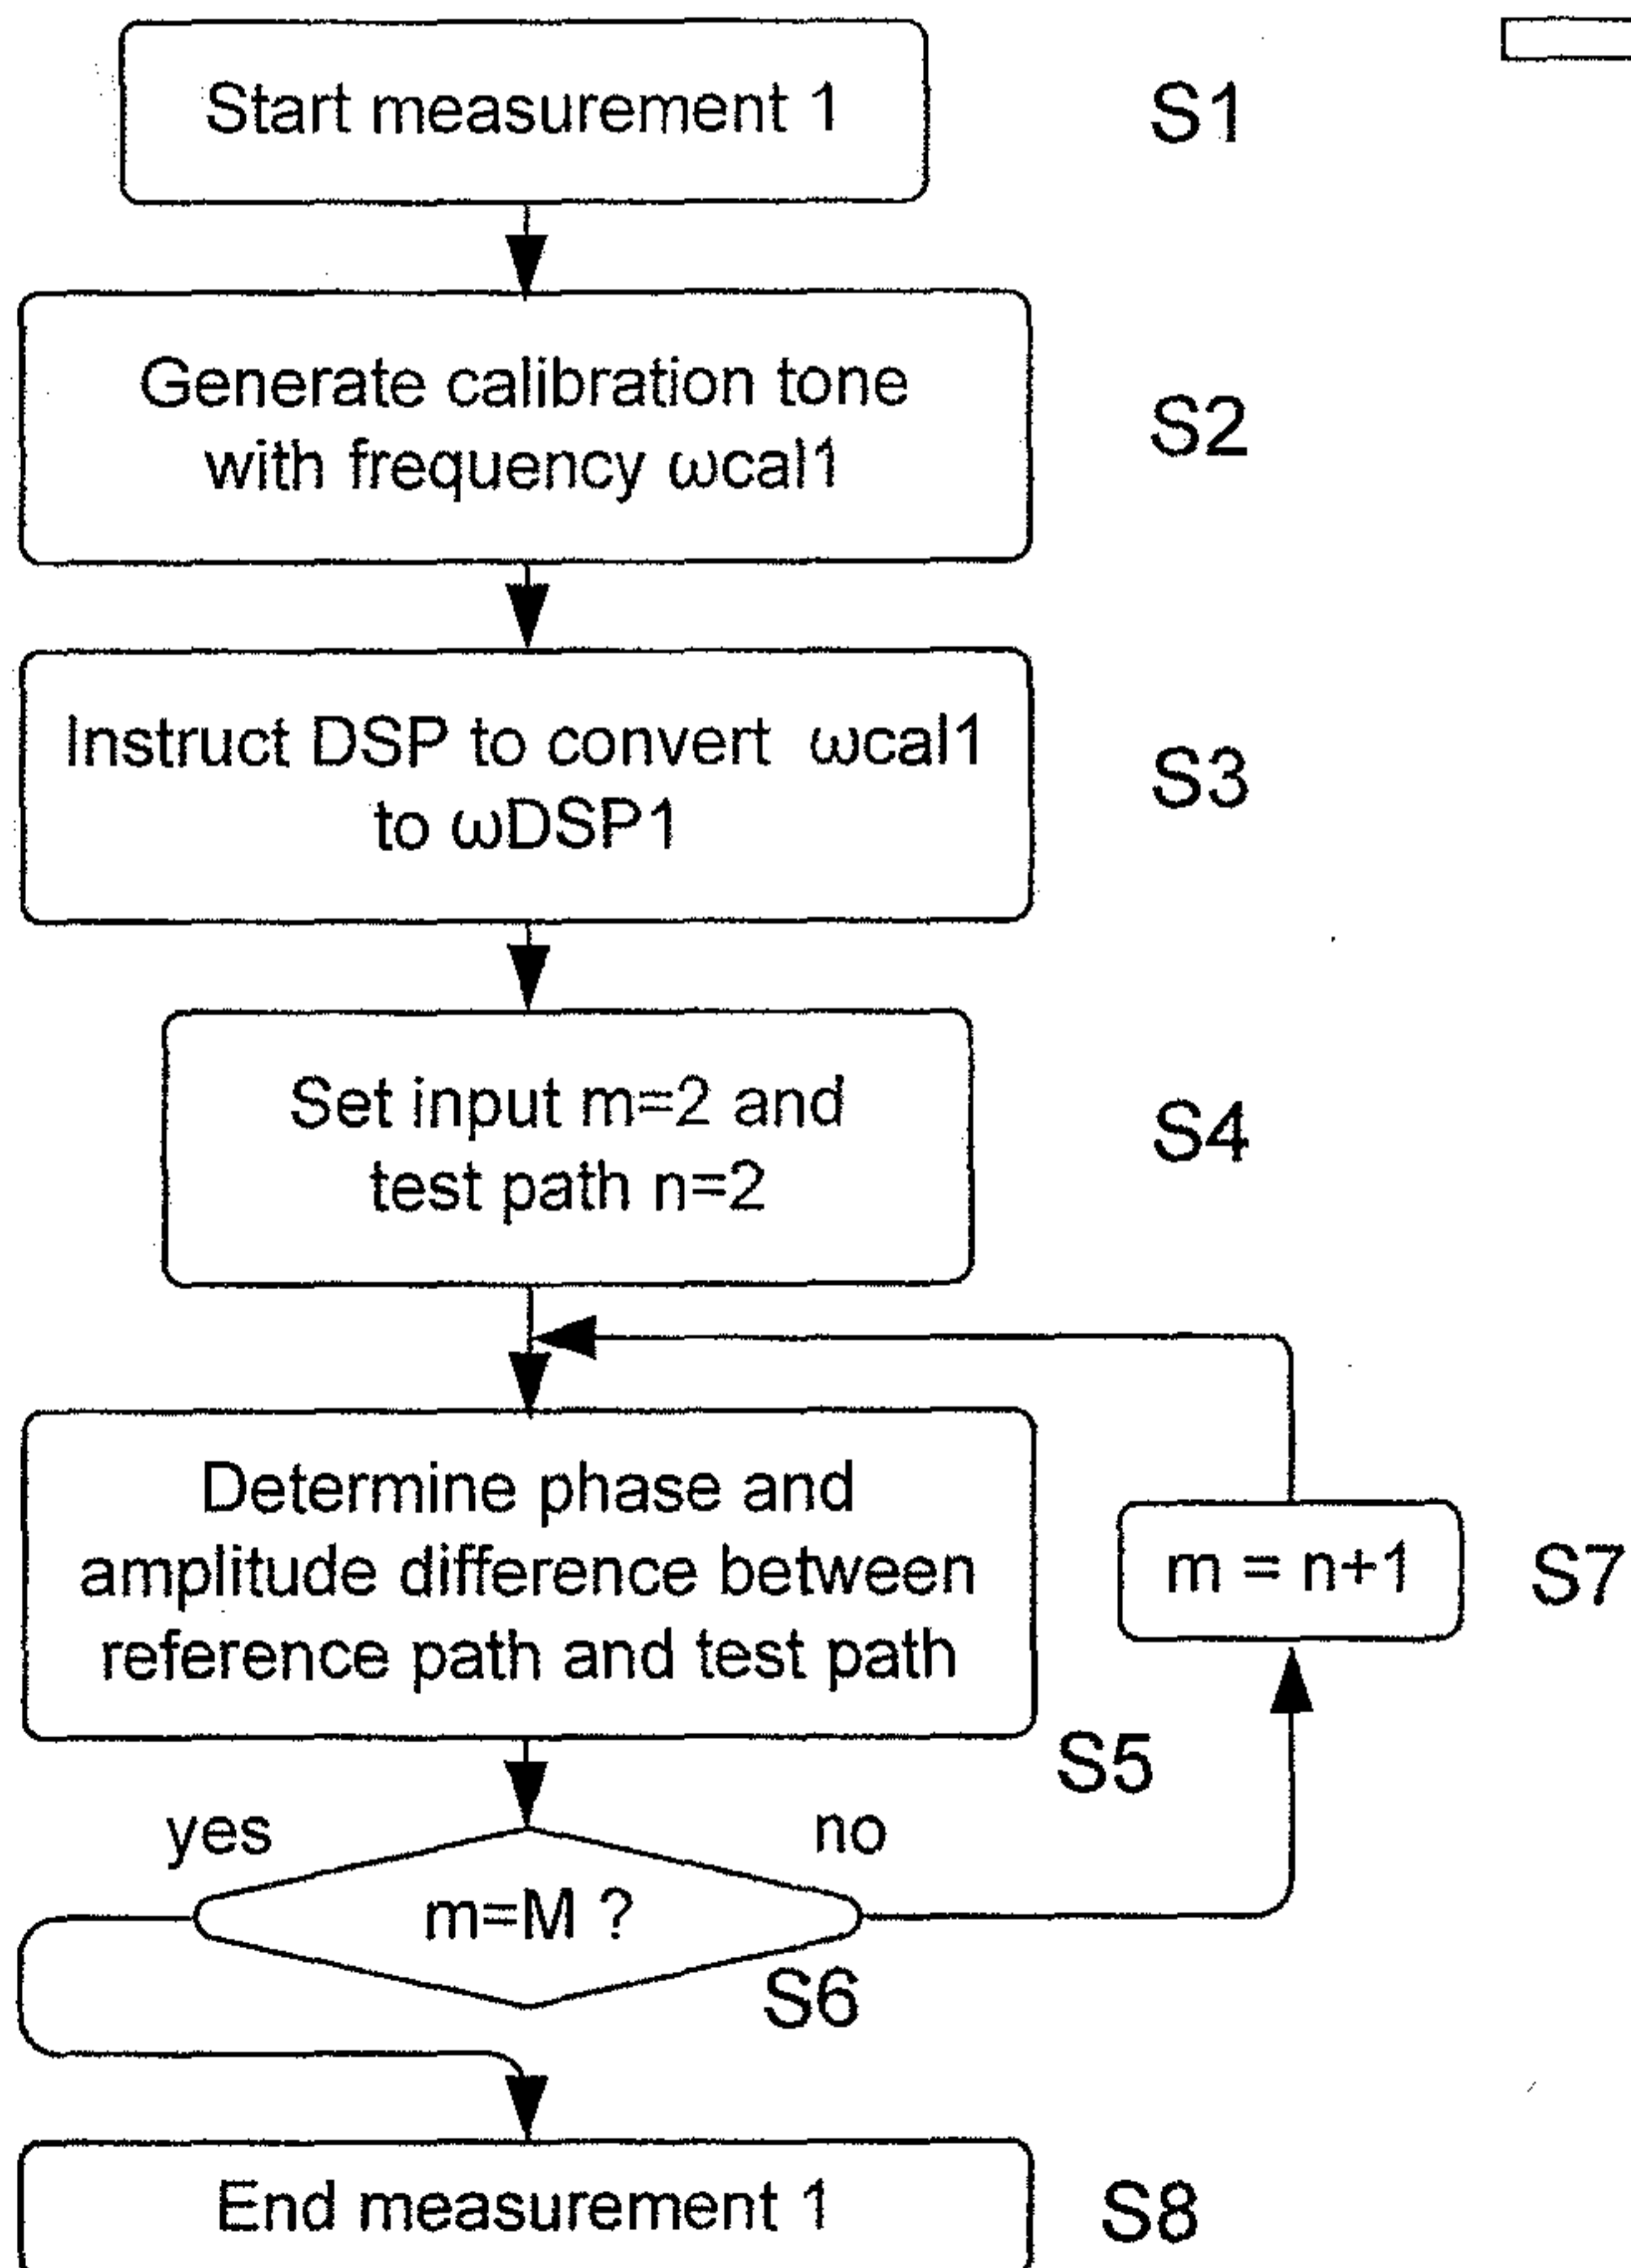 Start measurement 1
S1
Generate calibration tone
with frequency ωcal1
S2
Instruct DSP to convert ωcal1
to ωDSP1
S3
Set input m=2 and
test path n=2
S4
Determine phase and
amplitude difference between
reference path and test path
S5
m = n+1
S7
yes
no
m=M ?
S6
End measurement 1
S8